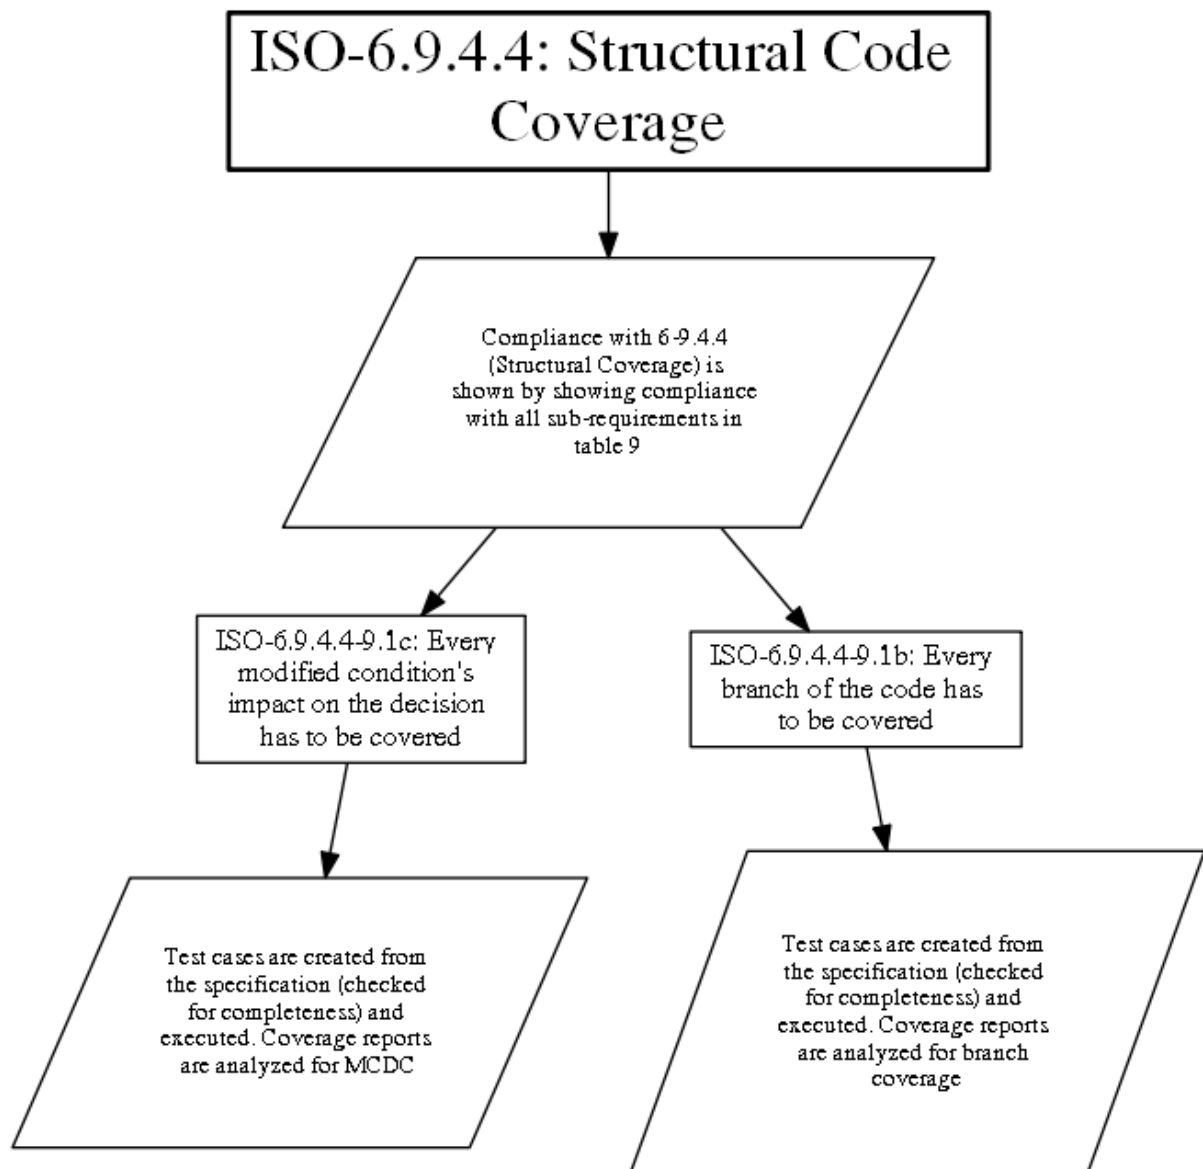 ISO-6.9.4.4: Structural Code
Coverage
Compliance with 6-9.4.4
(Structural Coverage) is
shown by showing compliance
with all sub-requirements in
table 9
ISO-6.9.4.4-9.1c: Every
modified condition's
impact on the decision
has to be covered
ISO-6.9.4.4-9.1b: Every
branch of the code has
to be covered
Test cases are created from
the specification (checked
for completeness) and
executed. Coverage reports
are analyzed for MCDC
Test cases are created from
the specification (checked
for completeness) and
executed. Coverage reports
are analyzed for branch
coverage